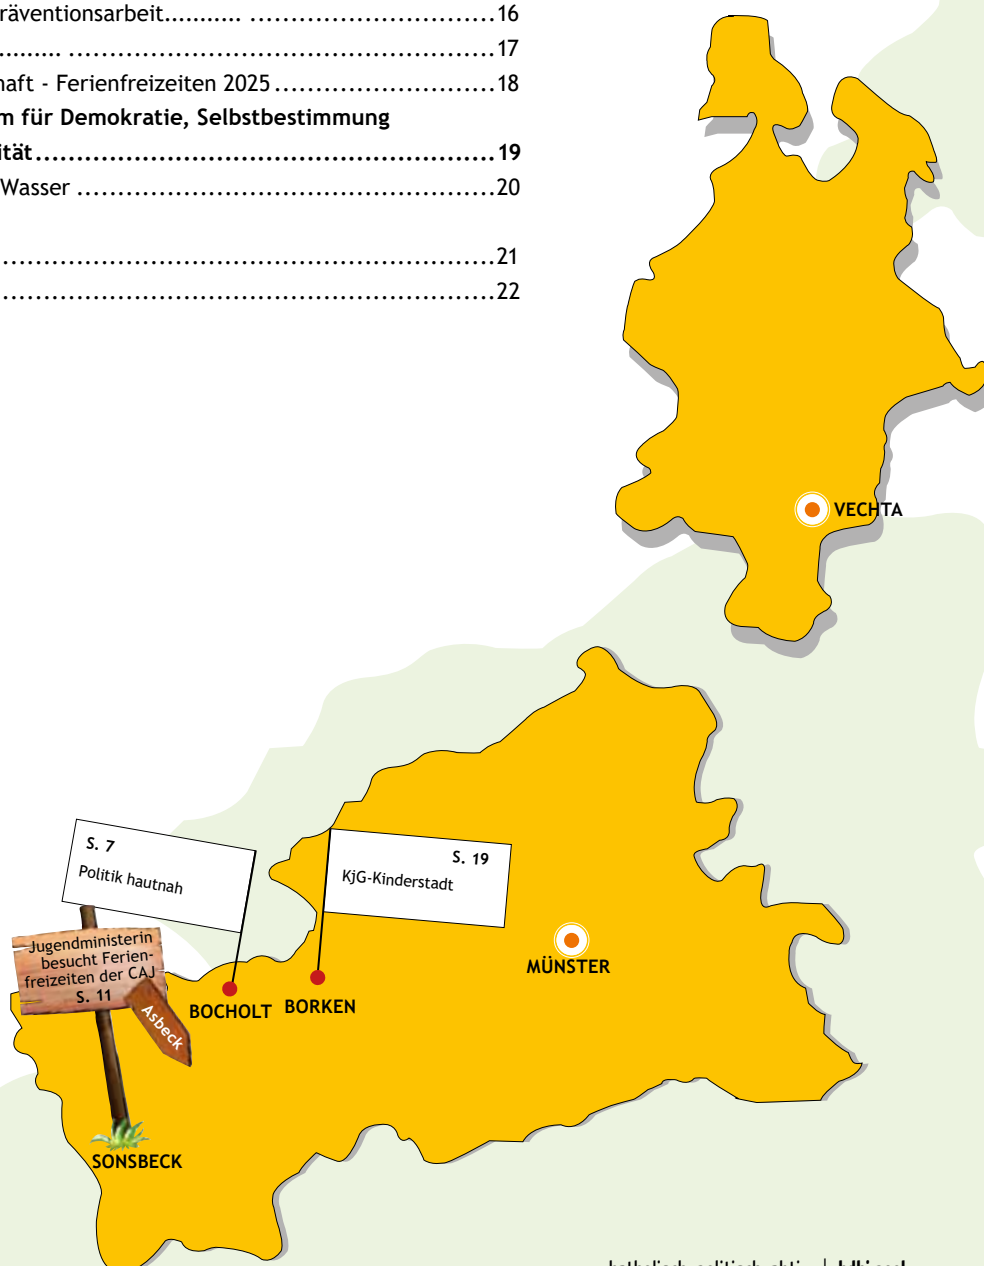 räventionsarbeit.......... ................................16
......... .......................................................17
haft - Ferienfreizeiten 2025.............................18
m für Demokratie, Selbstbestimmung
ität............................................................19
Wasser ......................................................20
................................................................21
................................................................22
VECHTA
S. 7
Politik hautnah
S. 19
KjG-Kinderstadt
Jugendministerin
besucht Ferien-
freizeiten der CAJ
S. 11
Asbeck
MÜNSTER
BOCHOLT
BORKEN
SONSBECK